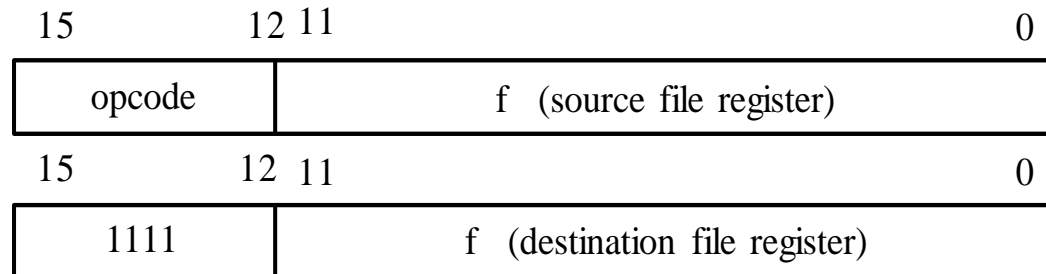 15 12 11 0
opcode f (source file register)
15 12 11 0
1111 f (destination file register)